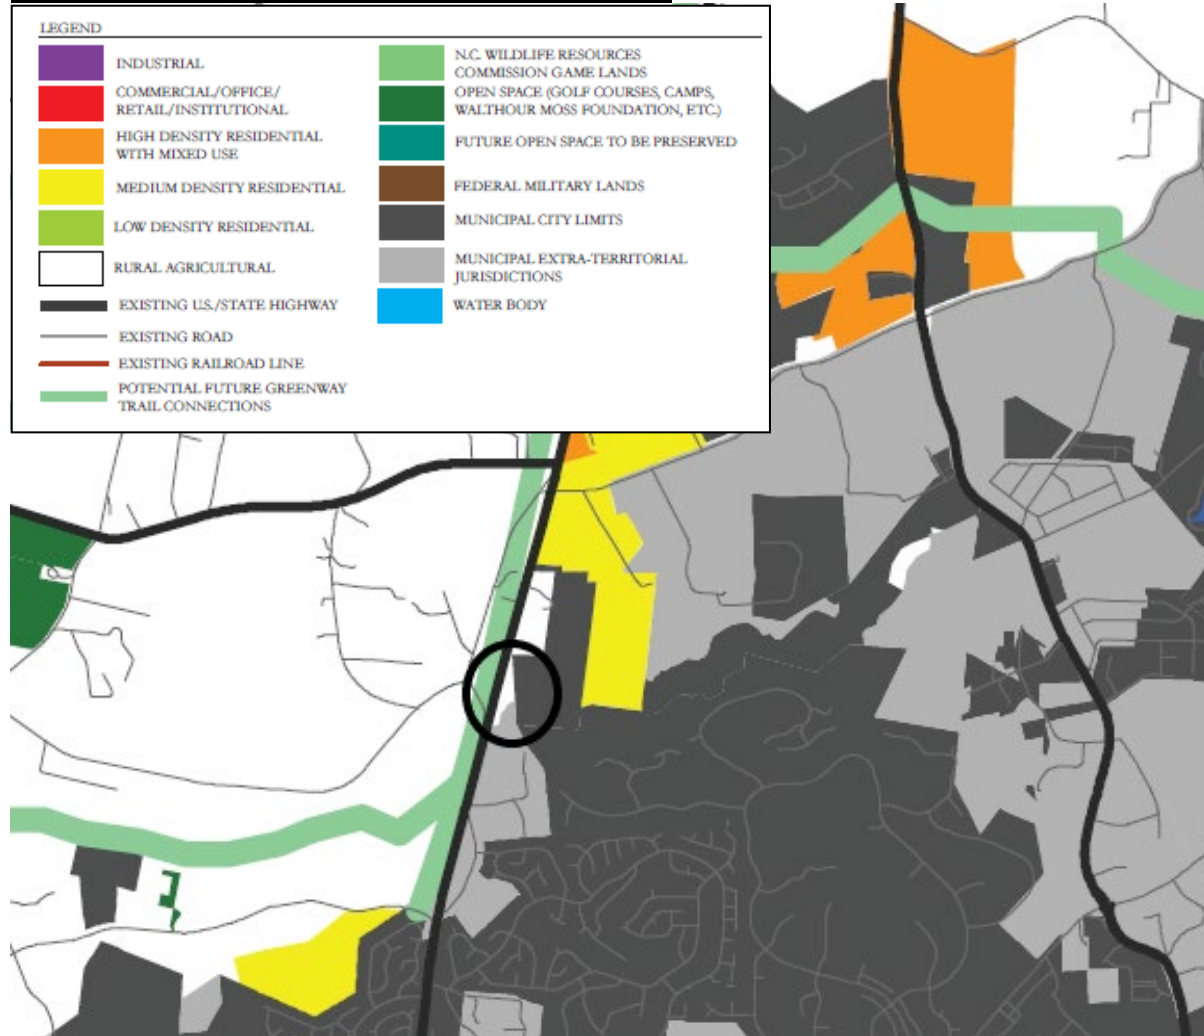 LEGEND
INDUSTRIAL
COMMERCIAL/OFFICE/
RETAIL/INSTITUTIONAL
HIGH DENSITY RESIDENTIAL
WITH MIXED USE
MEDIUM DENSITY RESIDENTIAL
LOW DENSITY RESIDENTIAL
RURAL AGRICULTURAL
EXISTING U.S./STATE HIGHWAY
EXISTING ROAD
EXISTING RAILROAD LINE
POTENTIAL FUTURE GREENWAY
TRAIL CONNECTIONS
N.C. WILDLIFE RESOURCES
COMMISSION GAME LANDS
OPEN SPACE (GOLF COURSES, CAMPS,
WALTHOUR MOSS FOUNDATION, ETC.)
FUTURE OPEN SPACE TO BE PRESERVED
FEDERAL MILITARY LANDS
MUNICIPAL CITY LIMITS
MUNICIPAL EXTRA-TERRITORIAL
JURISDICTIONS
WATER BODY